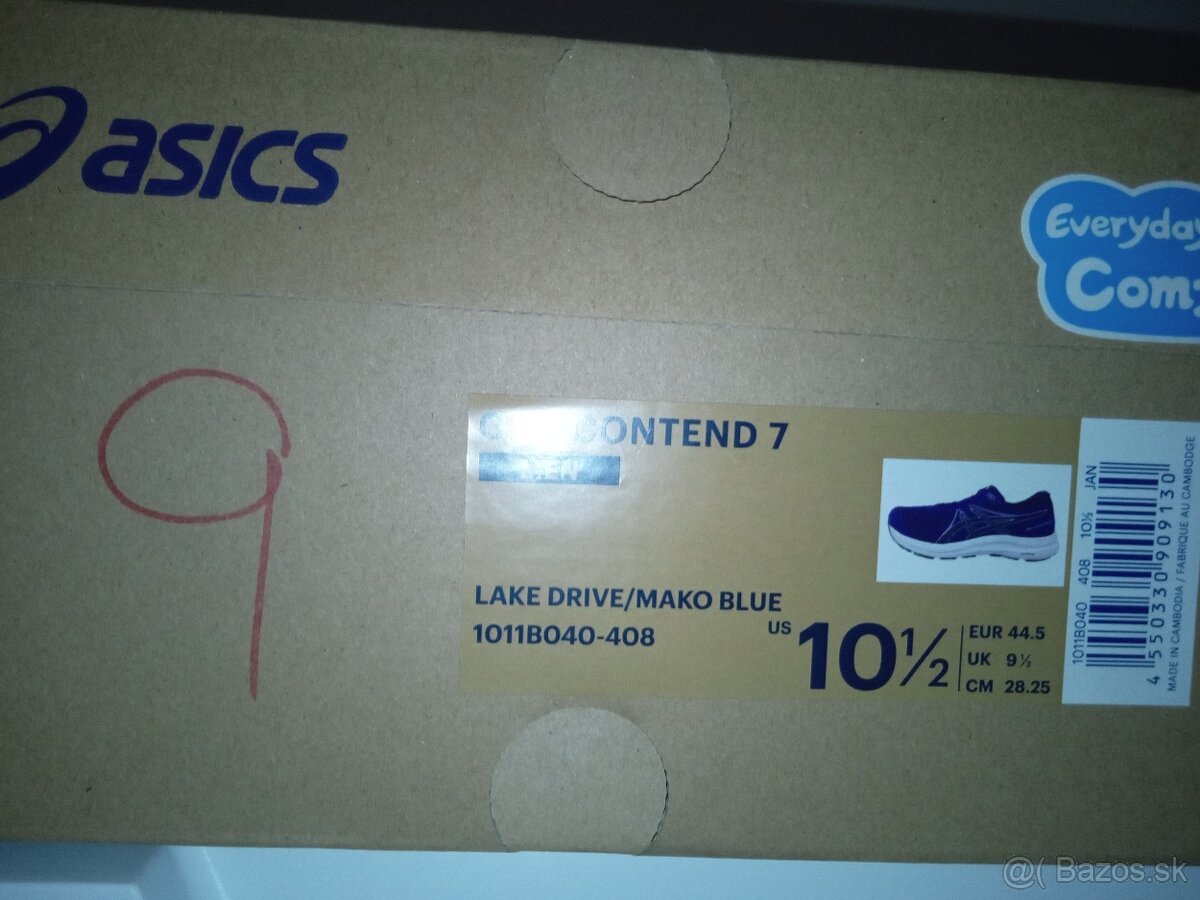 asics
Everyday
9
CONTEND 7
MEN
LAKE DRIVE/MAKO BLUE
1011B040-408
US 10½
EUR 44.5
UK 9½
CM 28.25
1011B040 408 10½ JAN
4 550330 909130
MADE IN CAMBODIA / FABRIQUE AU CAMBODGE
@( Bazos.sk